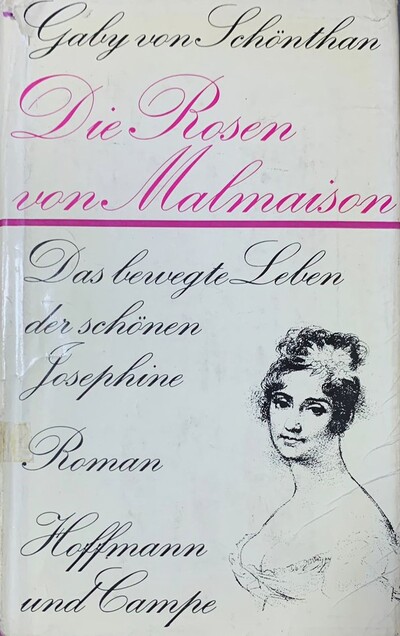 Gaby von Schönthan
Die Rosen
von Malmaison
Das bewegte Leben
der schönen
Josephine
Roman
Hoffmann
und Campe